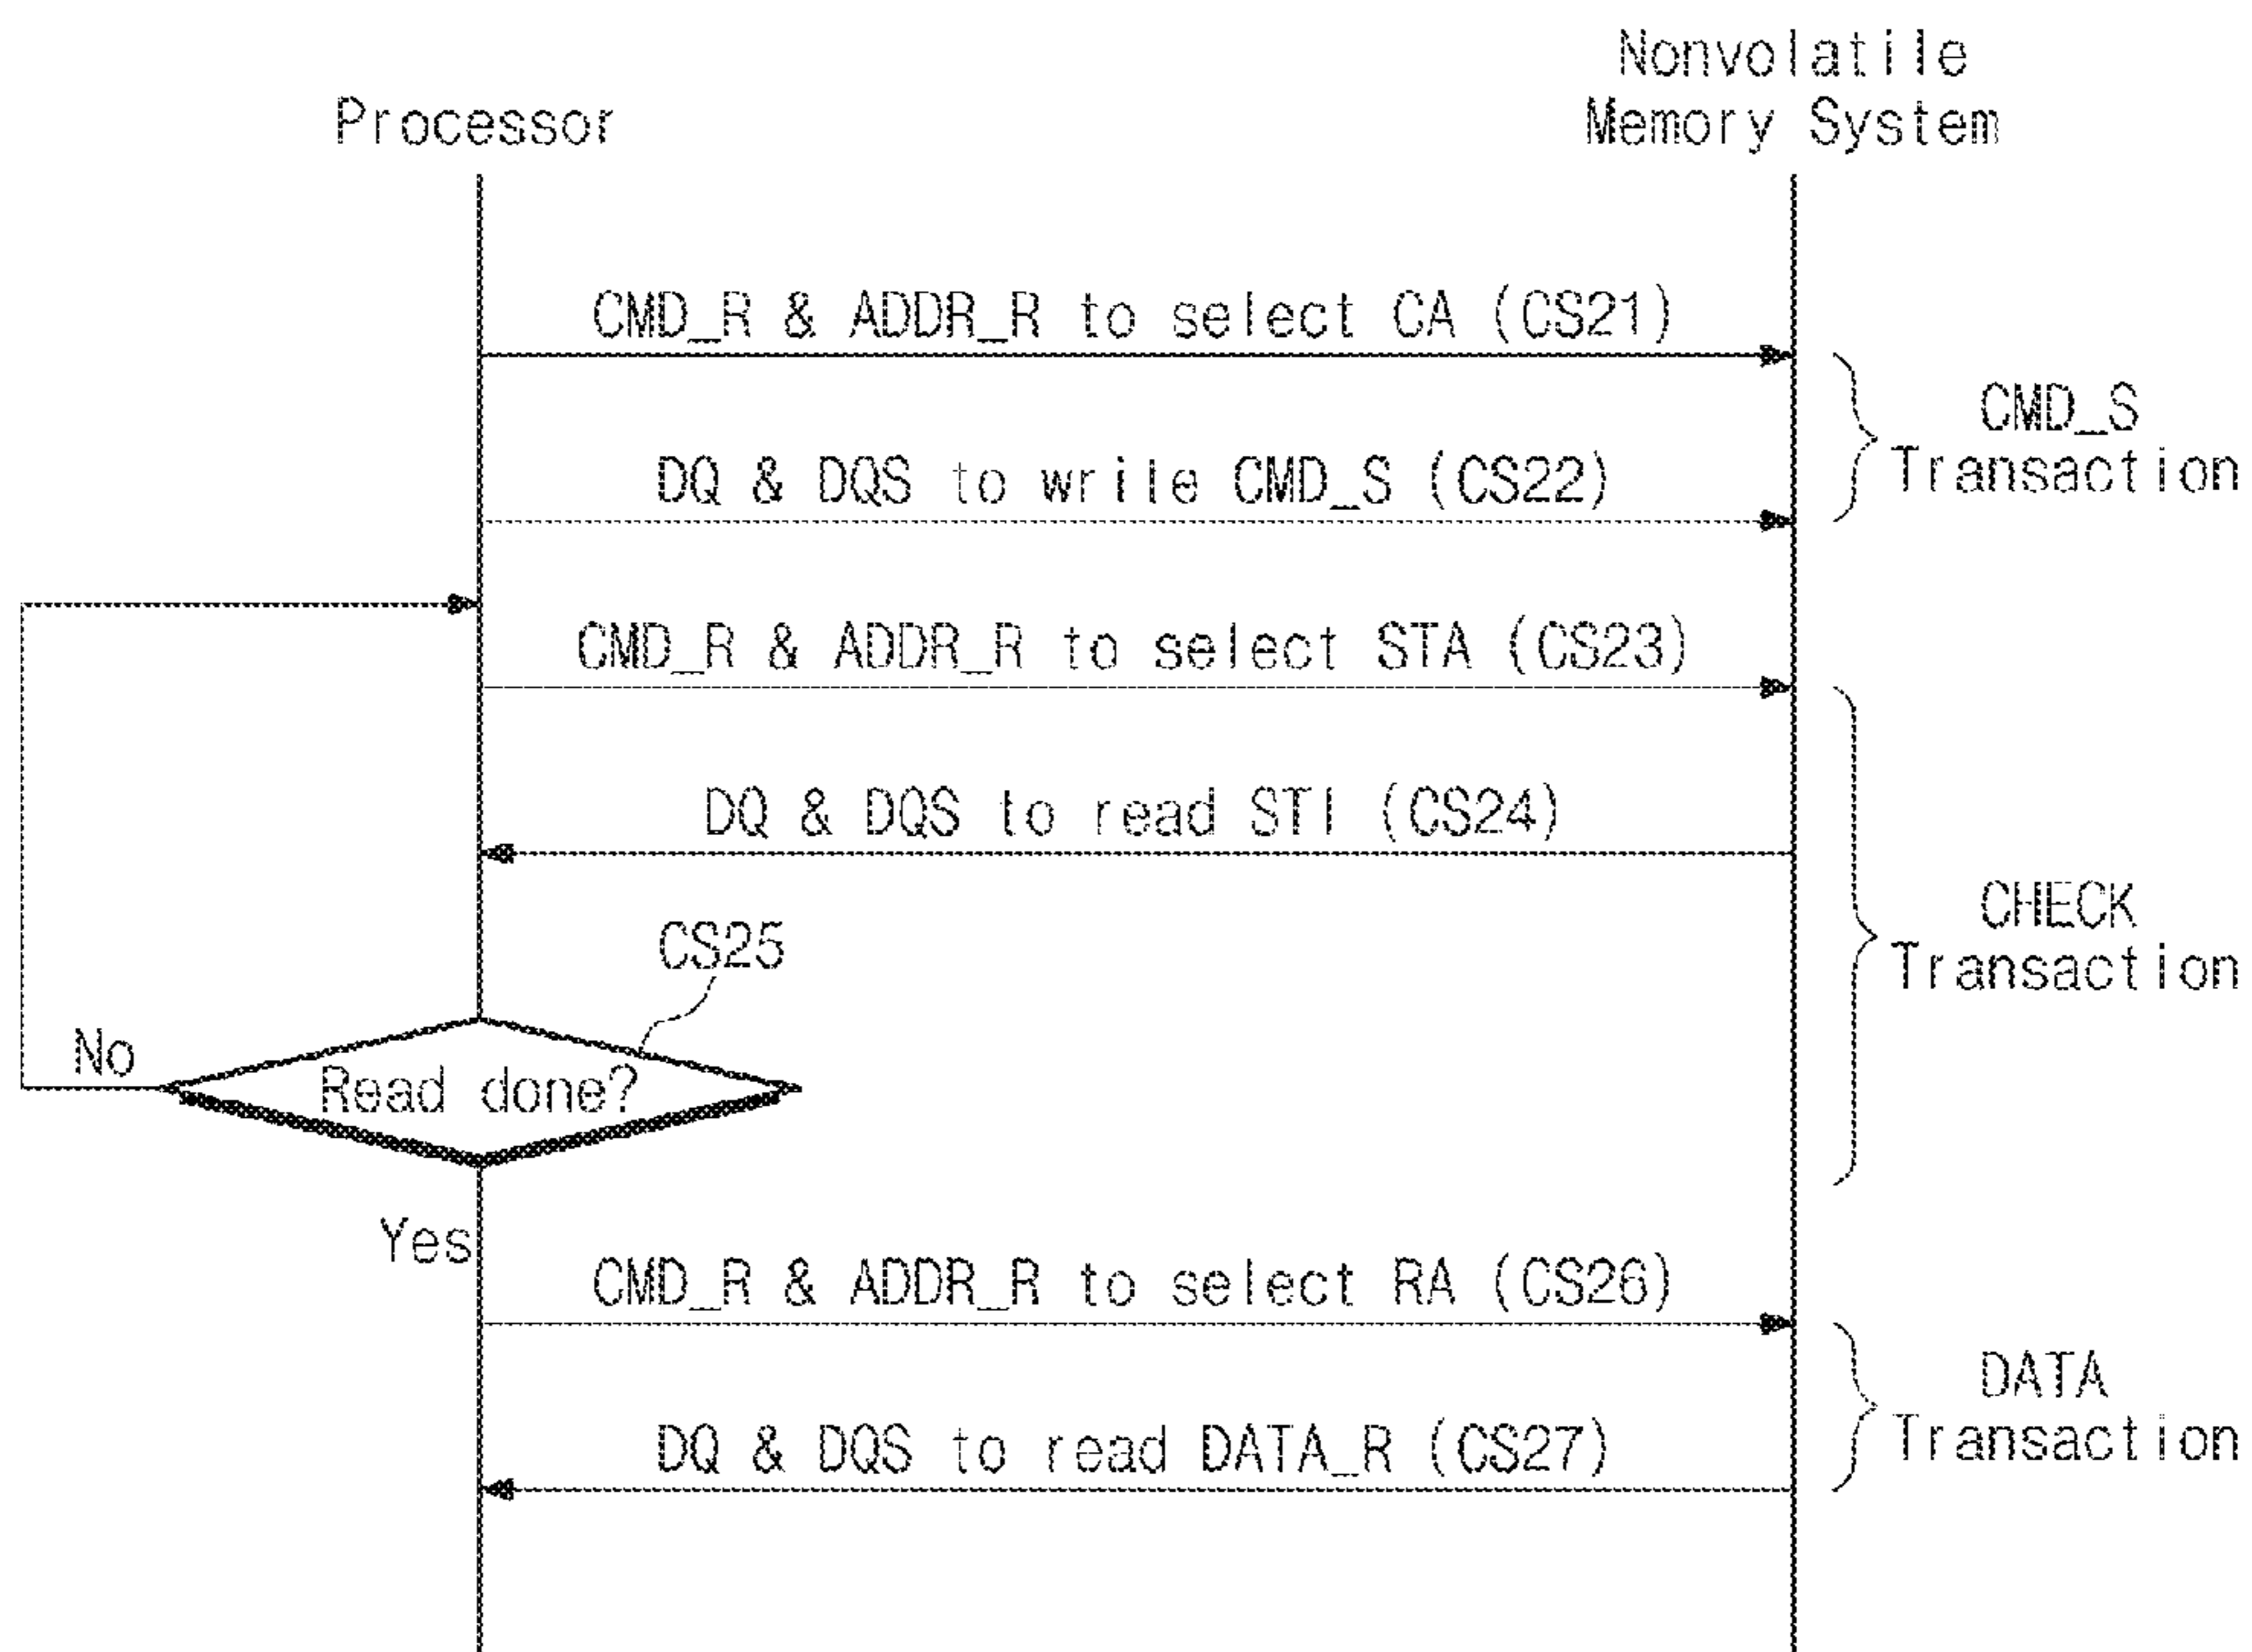 Processor
Nonvolatile
Memory System
CMD_R & ADDR_R to select CA (CS21)
CMD_S
Transaction
DQ & DQS to write CMD_S (CS22)
CMD_R & ADDR_R to select STA (CS23)
DQ & DQS to read STI (CS24)
CHECK
Transaction
CS25
No
Read done?
Yes
CMD_R & ADDR_R to select RA (CS26)
DATA
Transaction
DQ & DQS to read DATA_R (CS27)